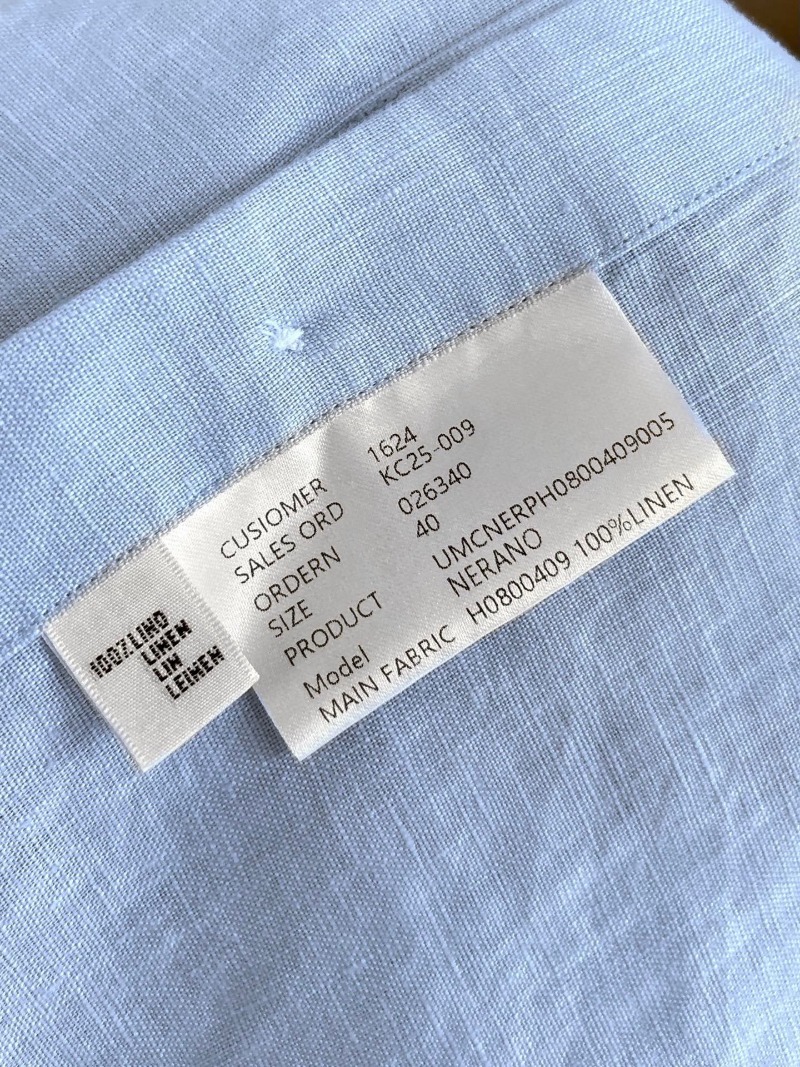 100% LINO
LINEN
LIN
LEINEN
CUSIOMER 1624
SALES ORD KC25-009
ORDERN 026340
SIZE 40
PRODUCT UMCNERPH0800409005
Model NERANO
MAIN FABRIC H0800409 100%LINEN